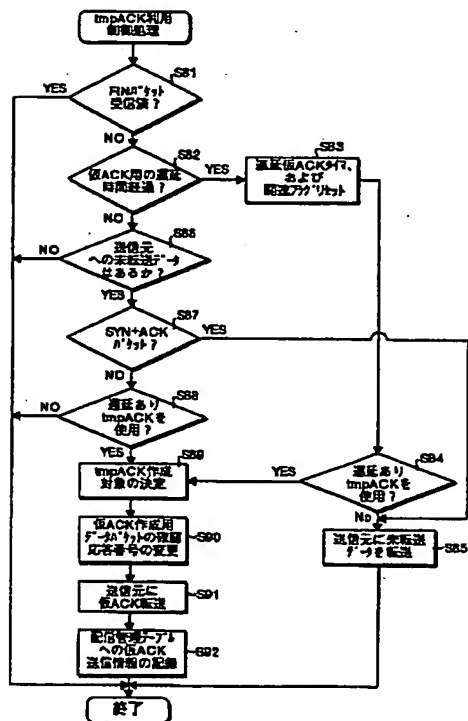 tmpACK利用
制御処理
S81
FINパケット
受信済？
YES
NO
S82
仮ACK用の遅延
時間経過？
YES
NO
S83
遅延仮ACKタイマ、
および
関連フラグリセット
S86
送信元
への未転送データ
はあるか？
NO
YES
S87
SYN+ACK
パケット？
YES
NO
S88
遅延あり
tmpACKを
使用？
NO
YES
S89
tmpACK作成
対象の決定
S84
遅延あり
tmpACKを
使用？
YES
No
S90
仮ACK作成用
データパケットの確認
応答番号の変更
S85
送信元に未転送
データを転送
S91
送信元に
仮ACK転送
S92
配信管理テーブル
への仮ACK
送信情報の記録
終了